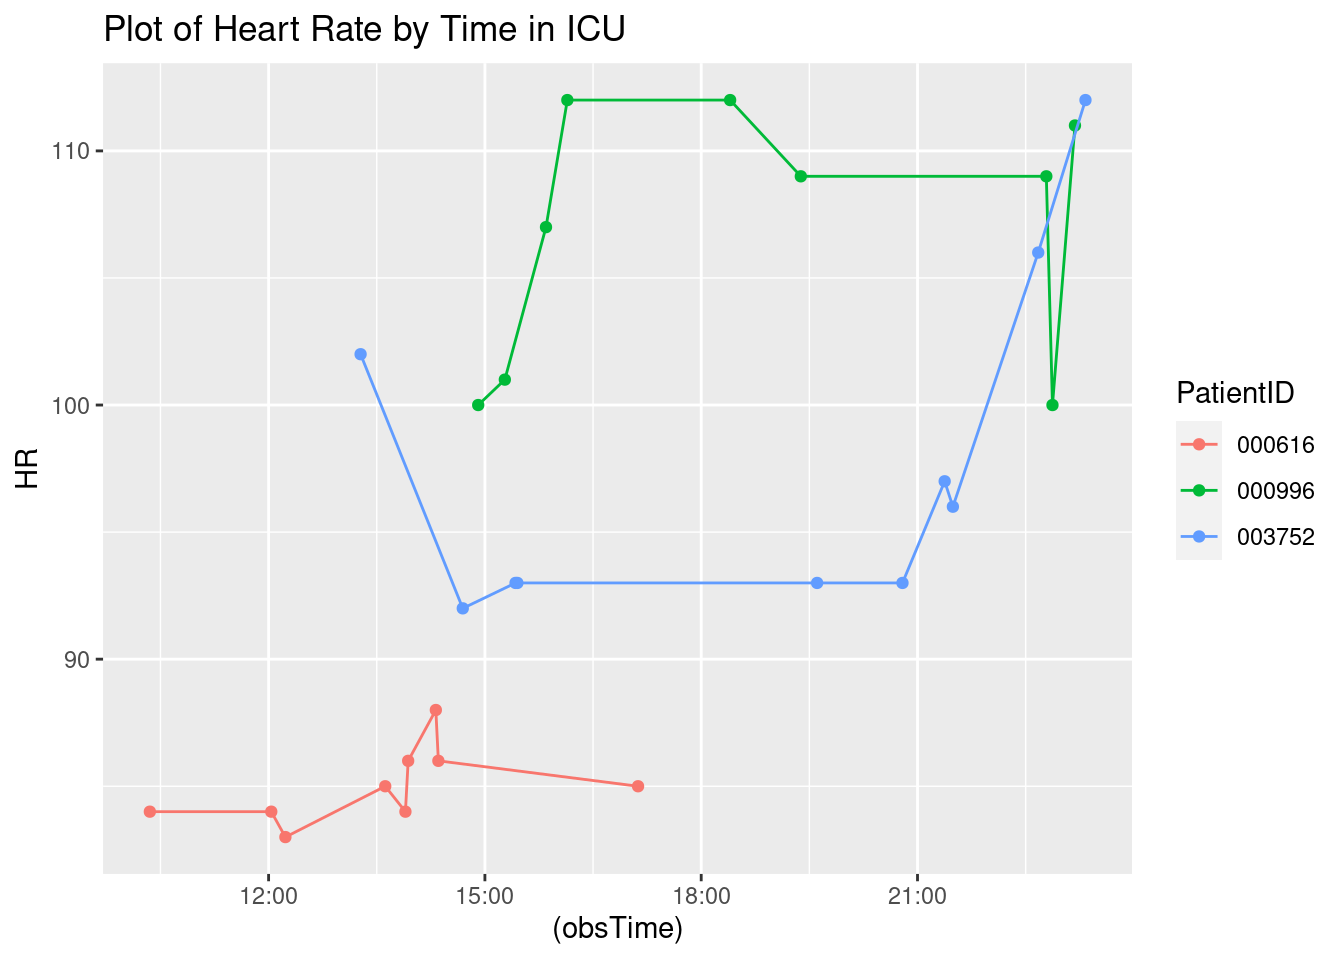 Plot of Heart Rate by Time in ICU
110
100
90
HR
12:00
15:00
18:00
21:00
(obsTime)
PatientID
000616
000996
003752